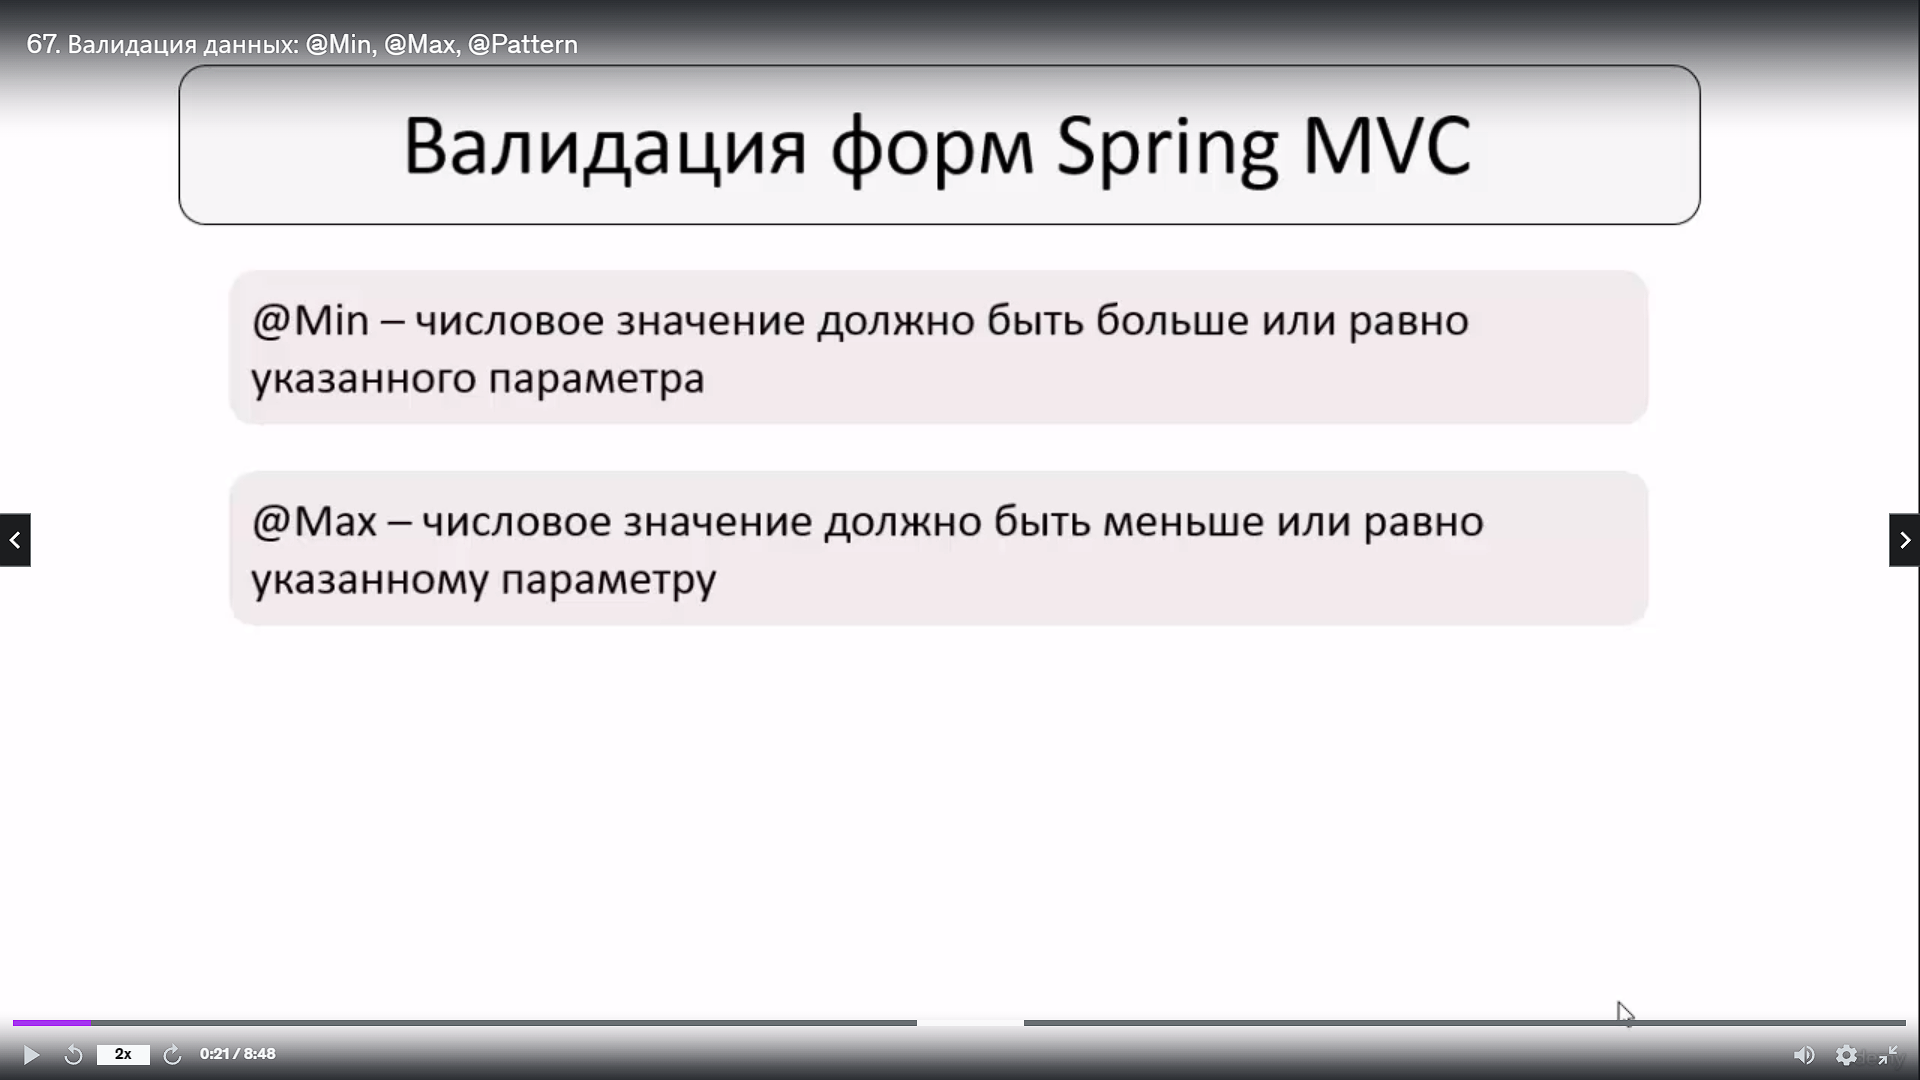 67. Валидация данных: @Min, @Max, @Pattern
Валидация форм Spring MVC
@Min – числовое значение должно быть больше или равно
указанного параметра
@Max – числовое значение должно быть меньше или равно
указанному параметру
2x
0:21 / 8:48